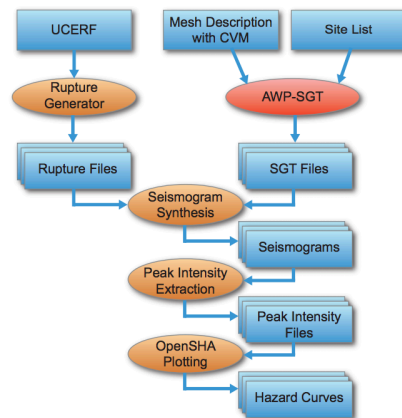 UCERF
Mesh Description
with CVM
Site List
Rupture
Generator
AWP-SGT
Rupture Files
SGT Files
Seismogram
Synthesis
Seismograms
Peak Intensity
Extraction
Peak Intensity
Files
OpenSHA
Plotting
Hazard Curves